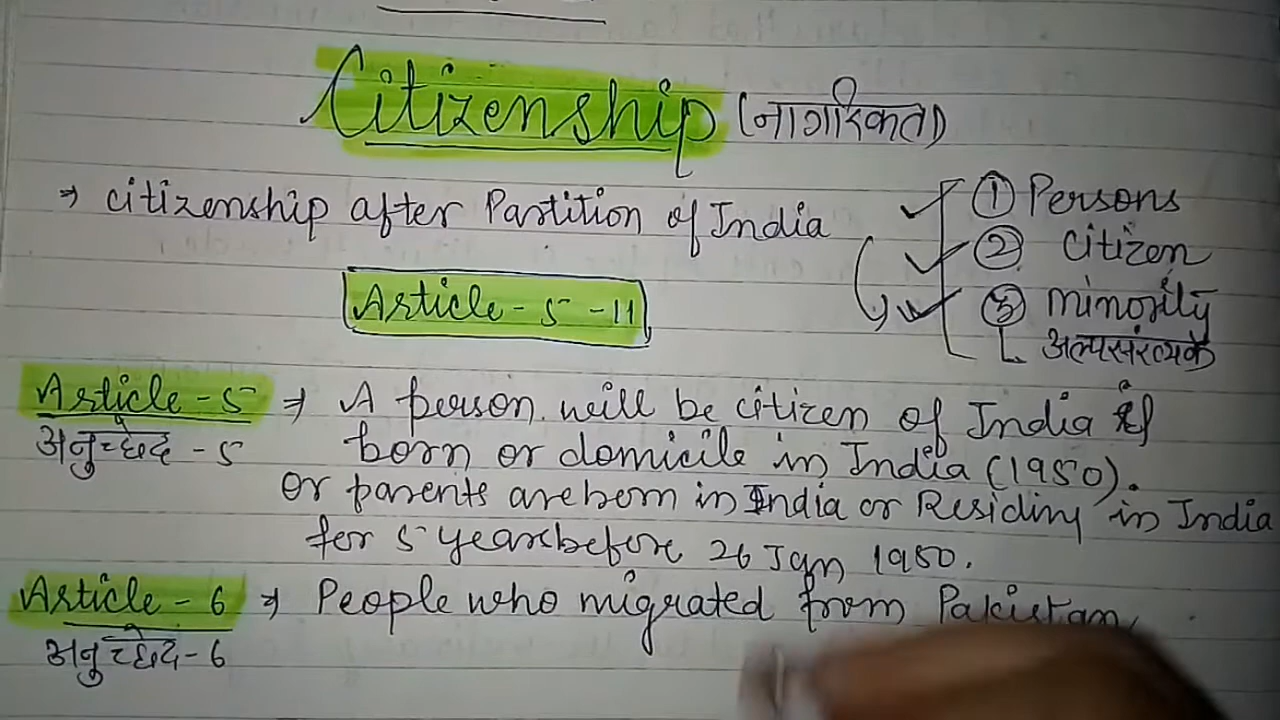 Citizenship (नागरिकता)
⇒ citizenship after Partition of India
① Persons
② citizen
③ minority
अल्पसंख्यक
Article - 5 - 11
Article - 5 ⇒ A person will be citizen of India if
अनुच्छेद - 5 born or domicile in India (1950).
or parents are born in India or Residing in India
for 5 years before 26 Jan 1950.
Article - 6 ⇒ People who migrated from Pakistan
अनुच्छेद - 6